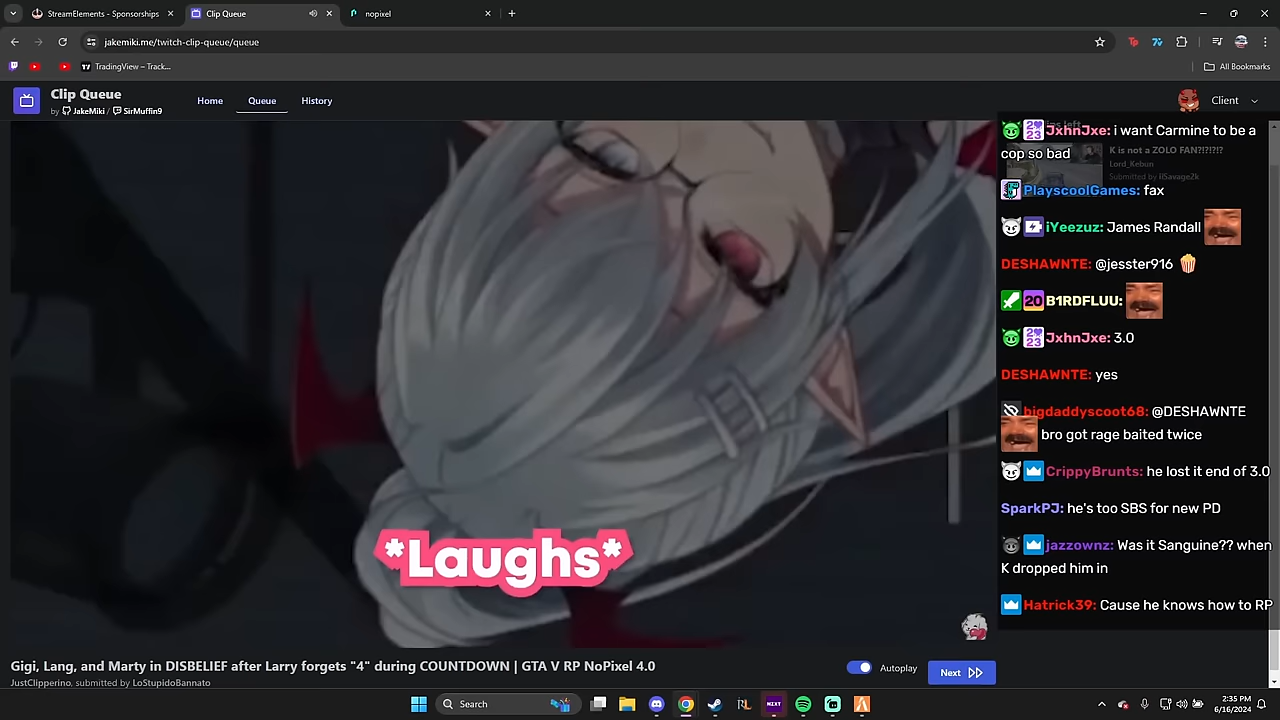 StreamElements - Sponsorships
Clip Queue
nopixel
jakemiki.me/twitch-clip-queue/queue
TradingView – Track...
All Bookmarks
Clip Queue
by JakeMiki / SirMuffin9
Home
Queue
History
Client
JxhnJxe: i want Carmine to be a
cop so bad
K is not a ZOLO FAN?!?!?!?
Lord_Kebun
Submitted by iiSavage2k
PlayscoolGames: fax
iYeezuz: James Randall
DESHAWNTE: @jesster916
20 B1RDFLUU:
JxhnJxe: 3.0
DESHAWNTE: yes
bigdaddyscoot68: @DESHAWNTE
bro got rage baited twice
CrippyBrunts: he lost it end of 3.0
SparkPJ: he's too SBS for new PD
jazzownz: Was it Sanguine?? when
K dropped him in
Hatrick39: Cause he knows how to RP
*Laughs*
Gigi, Lang, and Marty in DISBELIEF after Larry forgets "4" during COUNTDOWN | GTA V RP NoPixel 4.0
JustClipperino, submitted by LoStupidoBannato
Autoplay
Next
Search
2:35 PM
6/16/2024